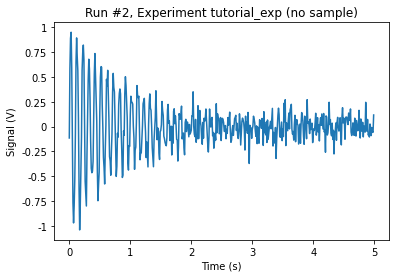 Run #2, Experiment tutorial_exp (no sample)
1
0.75
0.50
0.25
0
-0.25
-0.5
-0.75
-1
Signal (V)
0 1 2 3 4 5
Time (s)